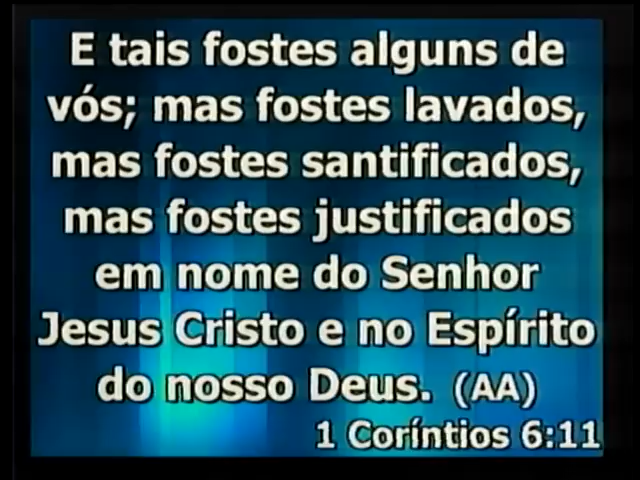 E tais fostes alguns de
vós; mas fostes lavados,
mas fostes santificados,
mas fostes justificados
em nome do Senhor
Jesus Cristo e no Espírito
do nosso Deus. (AA)
1 Coríntios 6:11